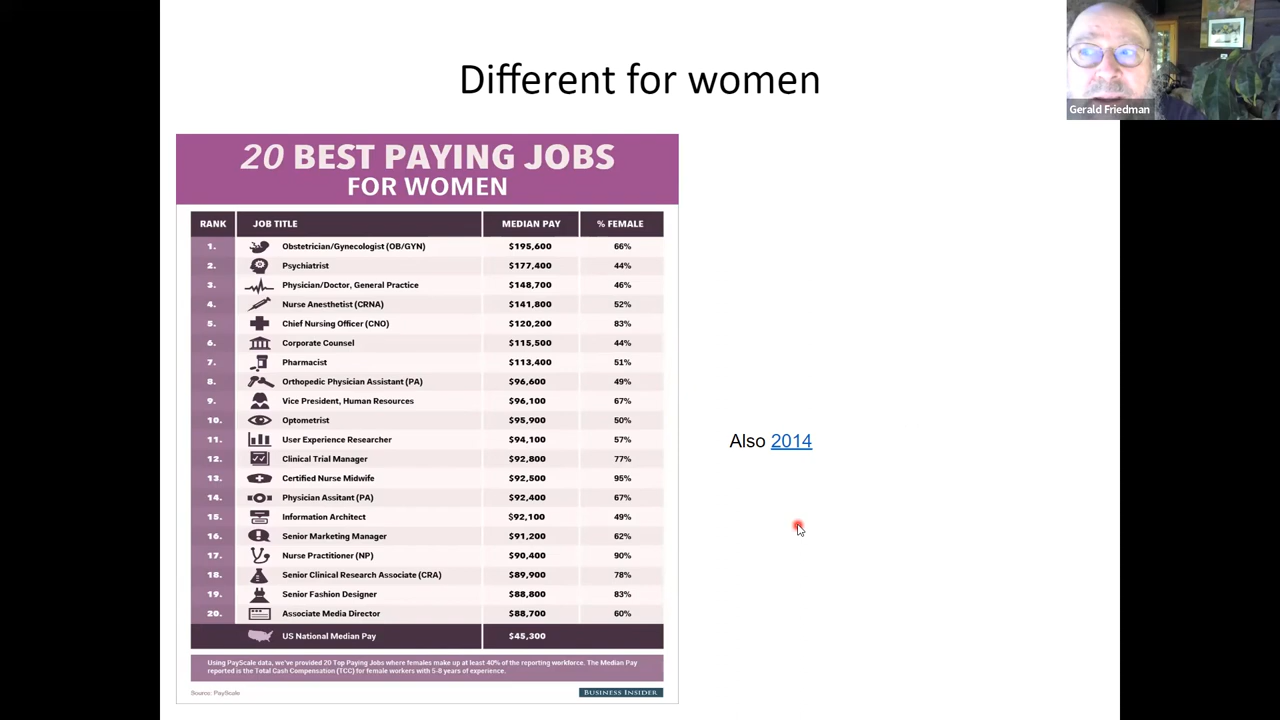 Different for women
Gerald Friedman
20 BEST PAYING JOBS
FOR WOMEN
RANK JOB TITLE MEDIAN PAY % FEMALE
1. Obstetrician/Gynecologist (OB/GYN) $195,600 66%
2. Psychiatrist $177,400 44%
3. Physician/Doctor, General Practice $148,700 46%
4. Nurse Anesthetist (CRNA) $141,800 52%
5. Chief Nursing Officer (CNO) $120,200 83%
6. Corporate Counsel $115,500 44%
7. Pharmacist $113,400 51%
8. Orthopedic Physician Assistant (PA) $96,600 49%
9. Vice President, Human Resources $96,100 67%
10. Optometrist $95,900 50%
11. User Experience Researcher $94,100 57%
12. Clinical Trial Manager $92,800 77%
13. Certified Nurse Midwife $92,500 95%
14. Physician Assitant (PA) $92,400 67%
15. Information Architect $92,100 49%
16. Senior Marketing Manager $91,200 62%
17. Nurse Practitioner (NP) $90,400 90%
18. Senior Clinical Research Associate (CRA) $89,900 78%
19. Senior Fashion Designer $88,800 83%
20. Associate Media Director $88,700 60%
US National Median Pay $45,300
Using PayScale data, we've provided 20 Top Paying Jobs where females make up at least 40% of the reporting workforce. The Median Pay
reported is the Total Cash Compensation (TCC) for female workers with 5-8 years of experience.
Source: PayScale BUSINESS INSIDER
Also 2014